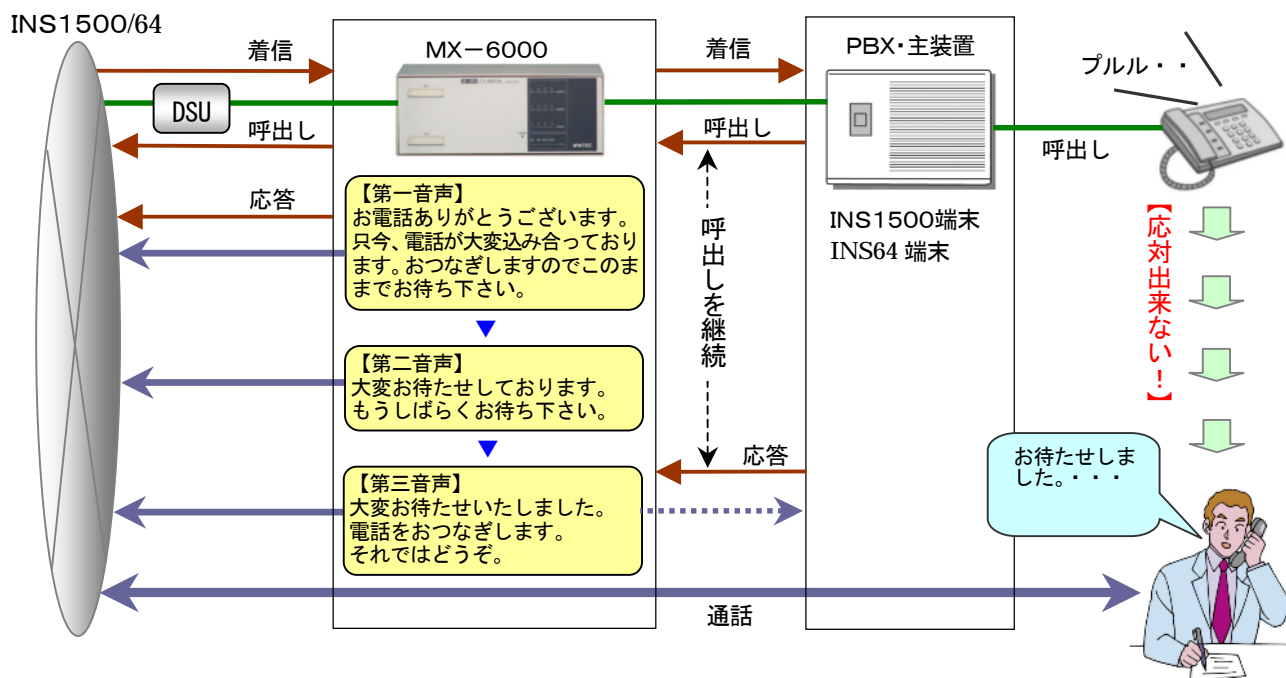 INS1500/64
着信
MX－6000
着信
PBX・主装置
プルル・・
DSU
呼出し
呼出し
呼出し
応答
【第一音声】
お電話ありがとうございます。
只今、電話が大変込み合っており
ます。おつなぎしますのでこのま
までお待ち下さい。
呼出しを継続
INS1500端末
INS64 端末
【応対出来ない！】
【第二音声】
大変お待たせしております。
もうしばらくお待ち下さい。
応答
【第三音声】
大変お待たせいたしました。
電話をおつなぎします。
それではどうぞ。
お待たせしま
した。・・・
通話